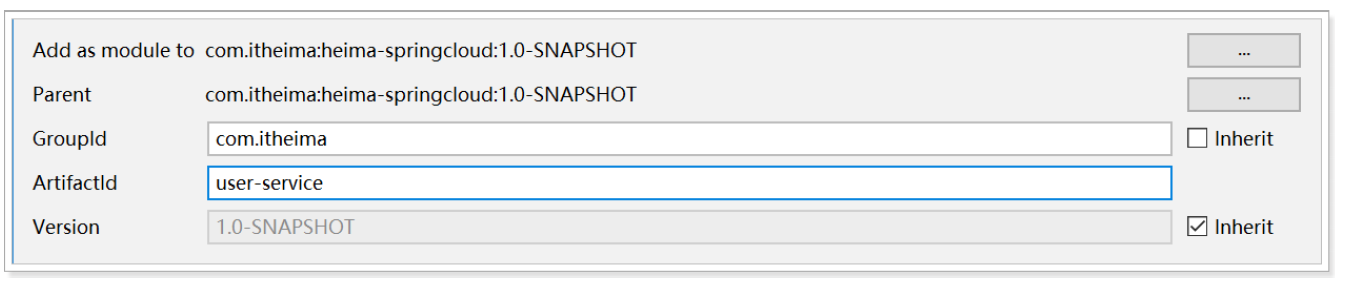 Add as module to com.itheima:heima-springcloud:1.0-SNAPSHOT ...
Parent com.itheima:heima-springcloud:1.0-SNAPSHOT ...
GroupId com.itheima Inherit
ArtifactId user-service
Version 1.0-SNAPSHOT Inherit